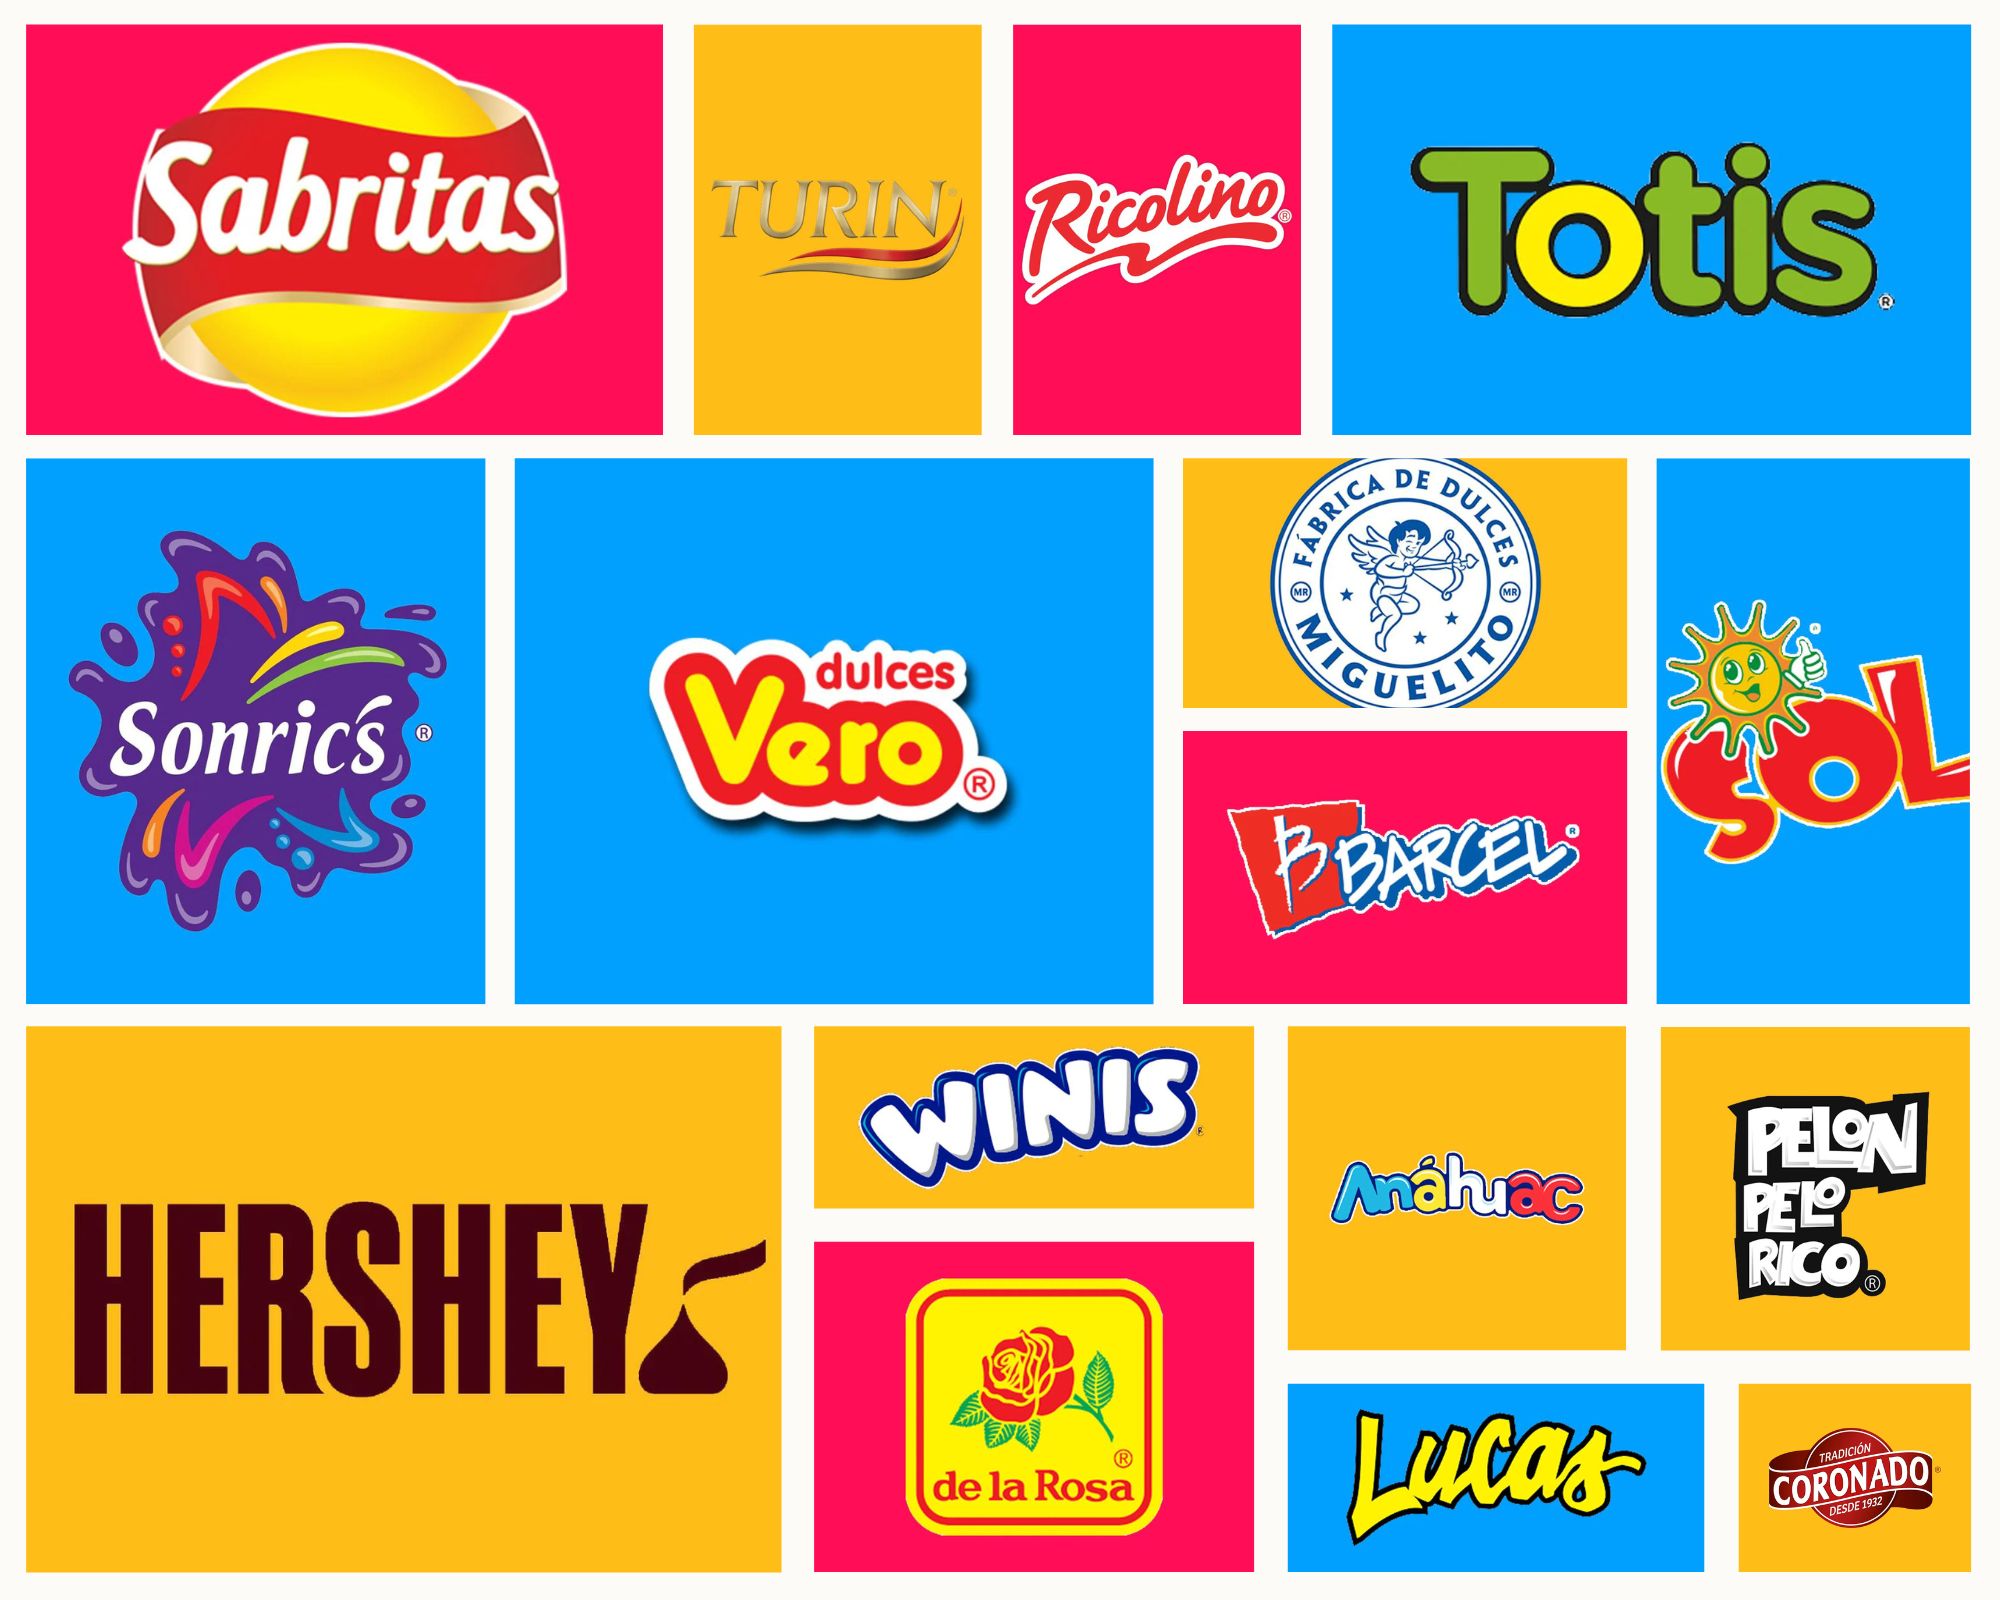 Sabritas
TURIN
Ricolino
®
Totis
®
Sonric's
®
dulces
Vero
®
FÁBRICA DE DULCES
MR
MR
MIGUELITO
B BARCEL
®
SOL
HERSHEY
WINIS
Anáhuac
PELON
PELO
RICO
®
®
de la Rosa
Lucas
TRADICIÓN
CORONADO
DESDE 1932
®